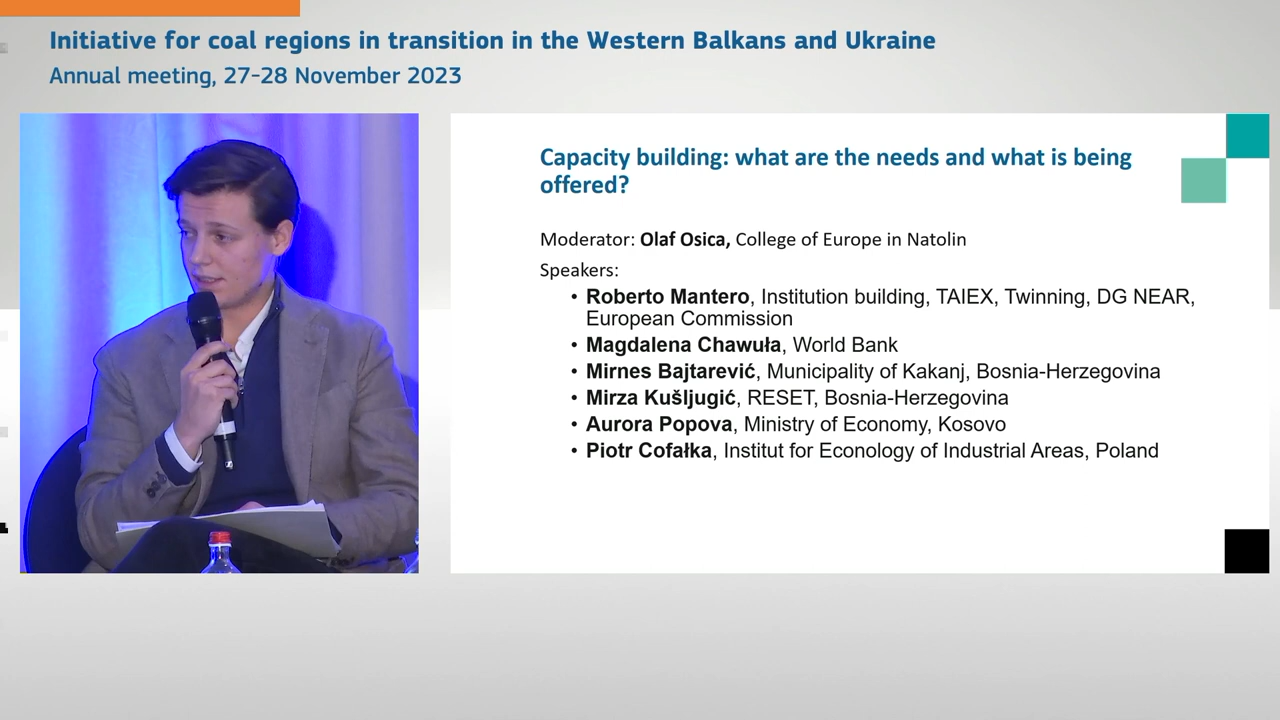 Initiative for coal regions in transition in the Western Balkans and Ukraine
Annual meeting, 27-28 November 2023
Capacity building: what are the needs and what is being
offered?
Moderator: Olaf Osica, College of Europe in Natolin
Speakers:
• Roberto Mantero, Institution building, TAIEX, Twinning, DG NEAR,
European Commission
• Magdalena Chawuła, World Bank
• Mirnes Bajtarević, Municipality of Kakanj, Bosnia-Herzegovina
• Mirza Kušljugić, RESET, Bosnia-Herzegovina
• Aurora Popova, Ministry of Economy, Kosovo
• Piotr Cofałka, Institut for Econology of Industrial Areas, Poland